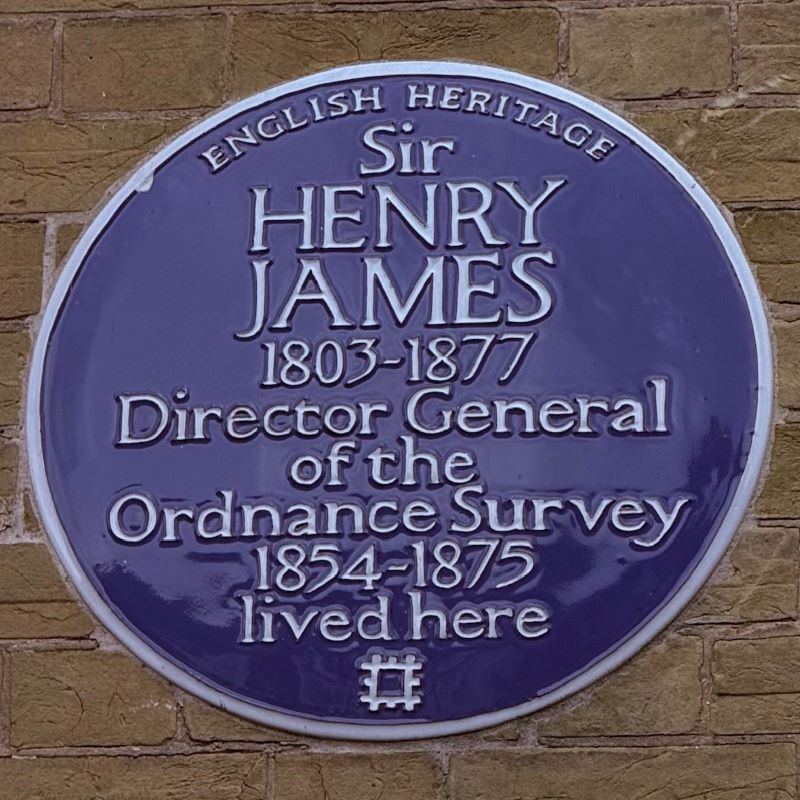 ENGLISH HERITAGE
Sir
HENRY
JAMES
1803-1877
Director General
of the
Ordnance Survey
1854-1875
lived here